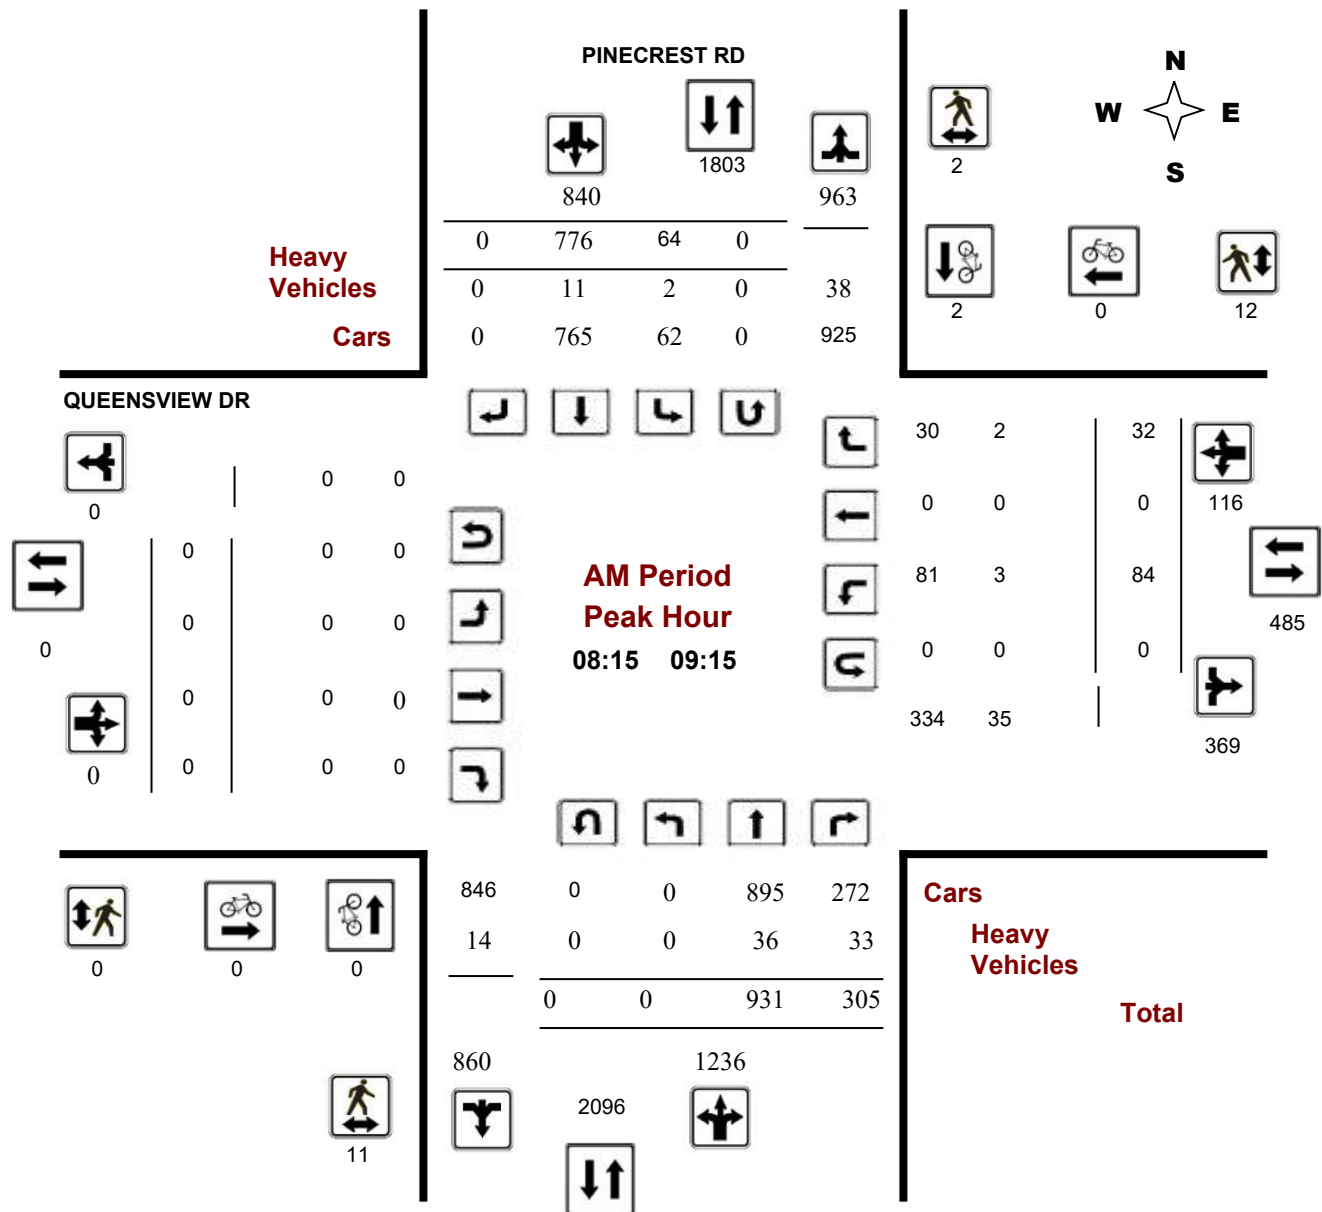 PINECREST RD
N
W E
S
1803
2
840 963
0 776 64 0
Heavy
Vehicles 0 11 2 0 38
2 0 12
Cars 0 765 62 0 925
QUEENSVIEW DR
30 2 32
0 0 0
0 0 0 116
0 0 0
AM Period
81 3 84
Peak Hour
0 0 0
485
0 08:15 09:15 0 0 0
0 0 0
334 35
369
0 0 0 0
846 0 0 895 272 Cars
14 0 0 36 33 Heavy
Vehicles
0 0 0
0 0 931 305 Total
860 1236
2096
11